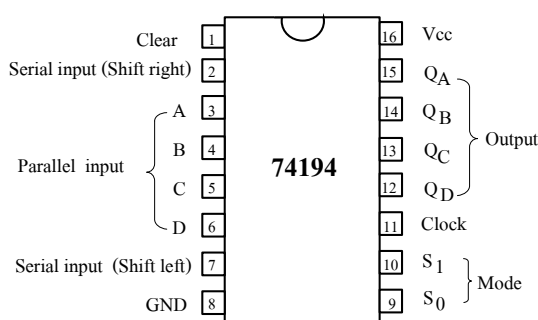 Clear 1 16 Vcc
Serial input (Shift right) 2 15 QA
A 3 14 QB
Parallel input Output
B 4 13 QC
C 5 12 QD
74194
D 6 11 Clock
Serial input (Shift left) 7 10 S1
Mode
GND 8 9 S0